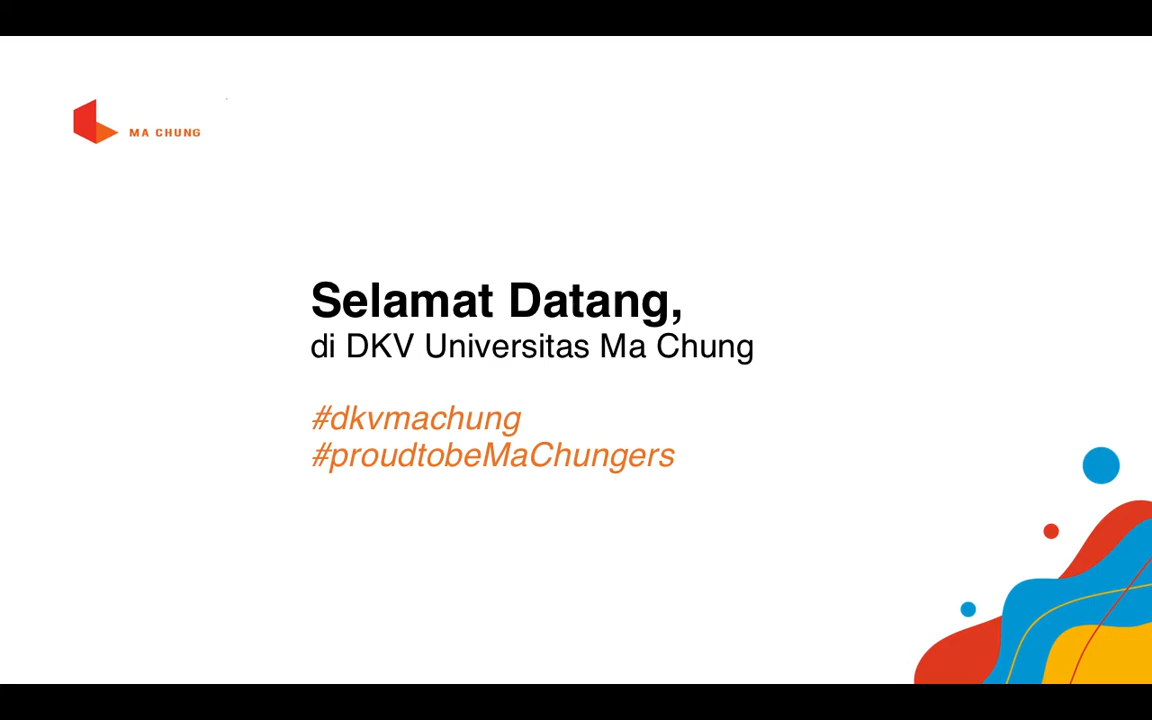 MA CHUNG
Selamat Datang,
di DKV Universitas Ma Chung
#dkvmachung
#proudtobeMaChungers